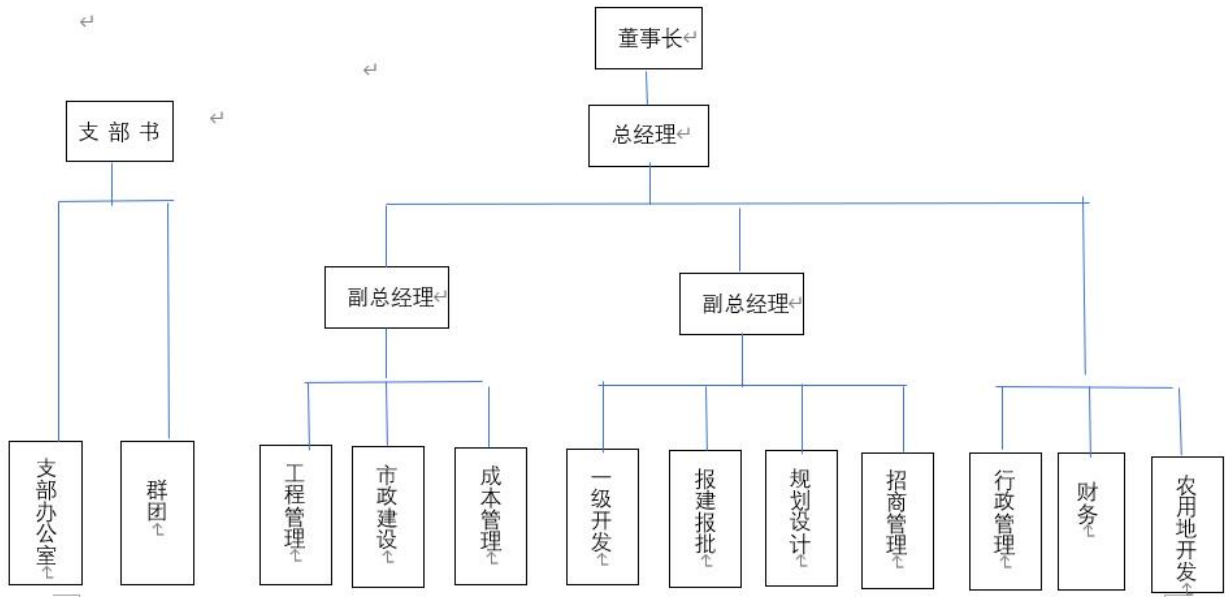 董事长
总经理
支部书
副总经理
副总经理
支部办公室
群团
工程管理
市政建设
成本管理
一级开发
报建报批
规划设计
招商管理
行政管理
财务
农用地开发